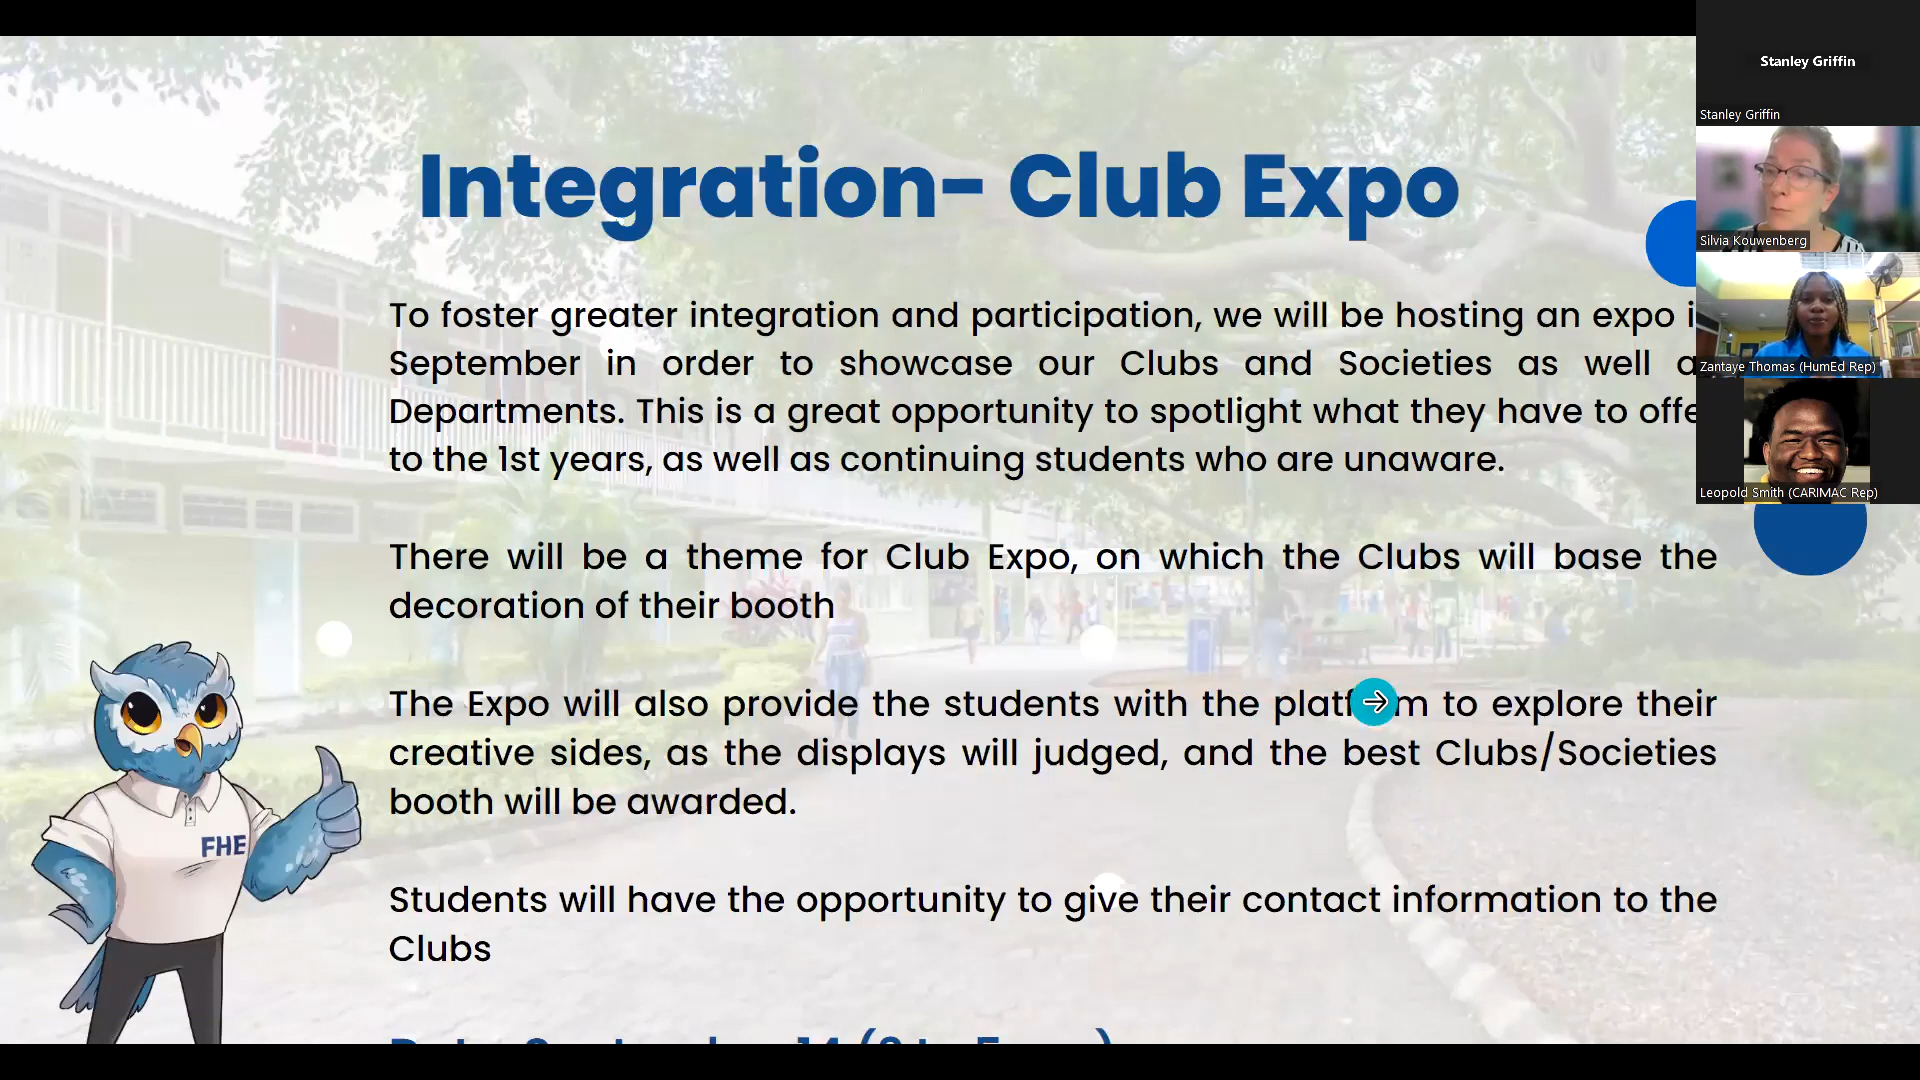 Integration- Club Expo
To foster greater integration and participation, we will be hosting an expo
September in order to showcase our Clubs and Societies as well
Departments. This is a great opportunity to spotlight what they have to
to the 1st years, as well as continuing students who are unaware.
There will be a theme for Club Expo, on which the Clubs will base the
decoration of their booth
The Expo will also provide the students with the to explore their
creative sides, as the displays will judged, and the best Clubs/Societies
booth will be awarded.
Students will have the opportunity to give their contact information to the
Clubs
FHE
Stanley Griffin
Stanley Griffin
Silvia Kouwenberg
Zantaye Thomas (HumEd Rep)
Leopold Smith (CARIMAC Rep)